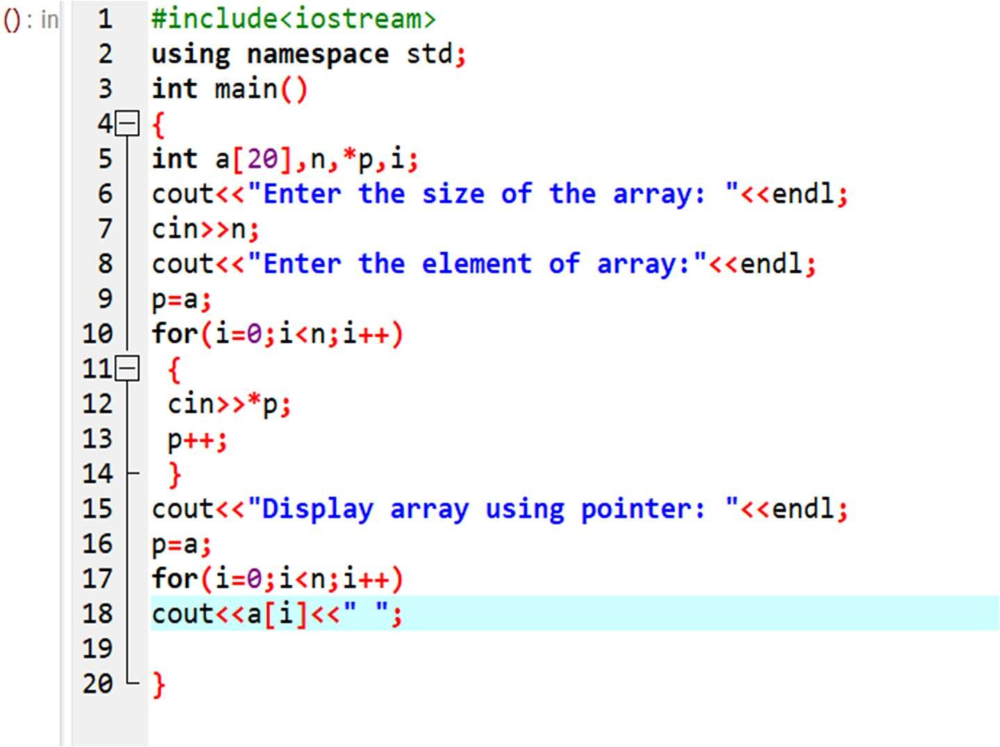 () : in
1 #include<iostream>
2 using namespace std;
3 int main()
4 {
5 int a[20],n,*p,i;
6 cout<<"Enter the size of the array: "<<endl;
7 cin>>n;
8 cout<<"Enter the element of array:"<<endl;
9 p=a;
10 for(i=0;i<n;i++)
11 {
12 cin>>*p;
13 p++;
14 }
15 cout<<"Display array using pointer: "<<endl;
16 p=a;
17 for(i=0;i<n;i++)
18 cout<<a[i]<<" ";
19
20 }